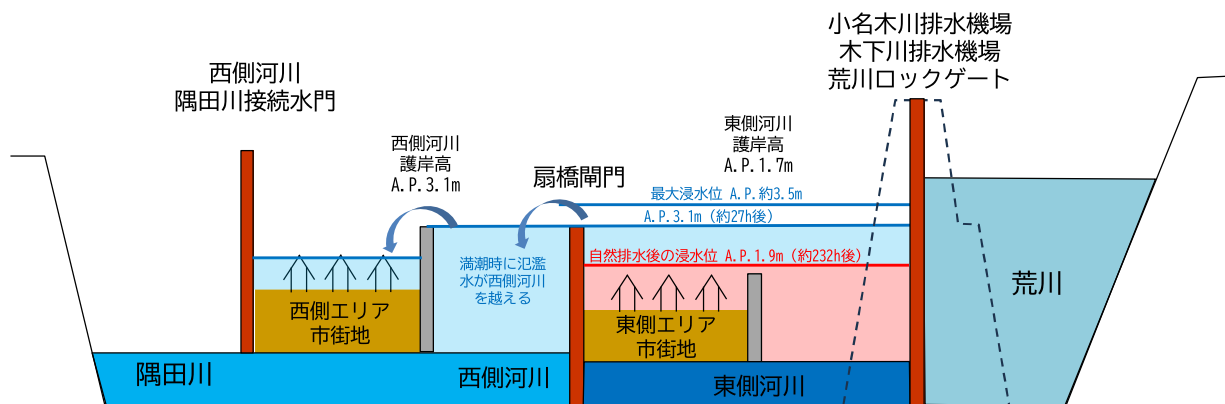 小名木川排水機場
木下川排水機場
荒川ロックゲート
西側河川
隅田川接続水門
西側河川
護岸高
A.P.3.1m
扇橋閘門
東側河川
護岸高
A.P.1.7m
最大浸水位 A.P.約3.5m
A.P.3.1m(約27h後)
自然排水後の浸水位 A.P.1.9m(約232h後)
満潮時に氾濫
水が西側河川
を越える
西側エリア
市街地
東側エリア
市街地
荒川
隅田川
西側河川
東側河川